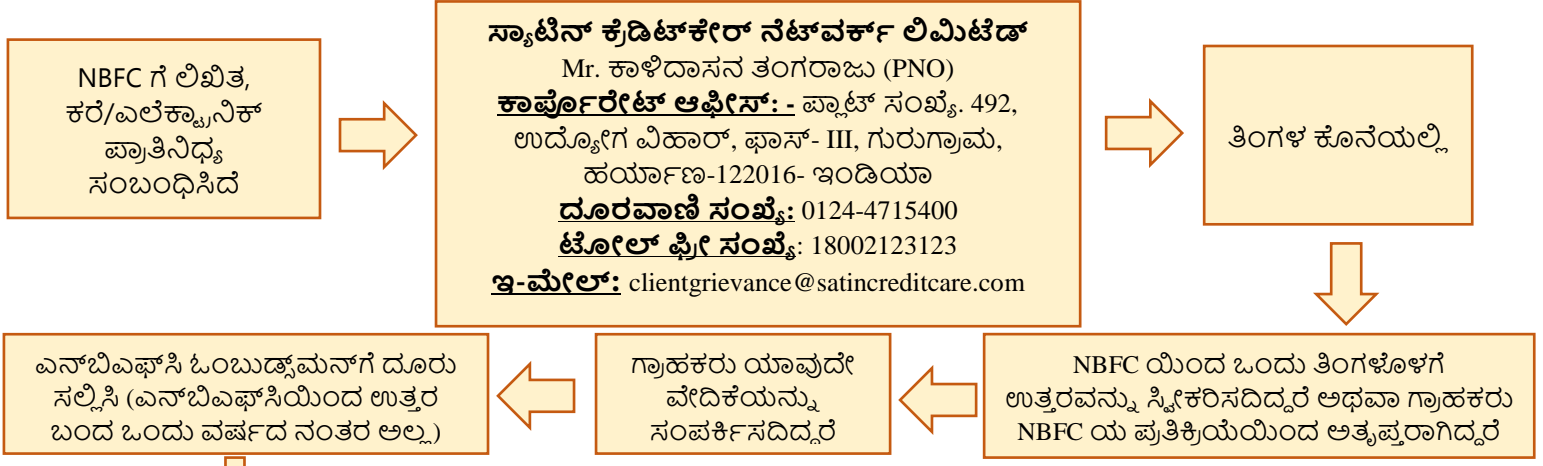 NBFC ಗೆ ಲಿಖಿತ,
ಕರೆ/ಎಲೆಕ್ಟ್ರಾನಿಕ್
ಪ್ರಾತಿನಿಧ್ಯ
ಸಂಬಂಧಿಸಿದೆ
ಸ್ಯಾಟಿನ್ ಕ್ರೆಡಿಟ್‌ಕೇರ್ ನೆಟ್‌ವರ್ಕ್ ಲಿಮಿಟೆಡ್
Mr. ಕಾಳಿದಾಸನ ತಂಗರಾಜು (PNO)
ಕಾರ್ಪೊರೇಟ್ ಆಫೀಸ್: - ಪ್ಲಾಟ್ ಸಂಖ್ಯೆ. 492,
ಉದ್ಯೋಗ ವಿಹಾರ್, ಫಾಸ್- III, ಗುರುಗ್ರಾಮ,
ಹರ್ಯಾಣ-122016- ಇಂಡಿಯಾ
ದೂರವಾಣಿ ಸಂಖ್ಯೆ: 0124-4715400
ಟೋಲ್ ಫ್ರೀ ಸಂಖ್ಯೆ: 18002123123
ಇ-ಮೇಲ್: clientgrievance@satincreditcare.com
ತಿಂಗಳ ಕೊನೆಯಲ್ಲಿ
NBFC ಯಿಂದ ಒಂದು ತಿಂಗಳೊಳಗೆ
ಉತ್ತರವನ್ನು ಸ್ವೀಕರಿಸದಿದ್ದರೆ ಅಥವಾ ಗ್ರಾಹಕರು
NBFC ಯ ಪ್ರತಿಕ್ರಿಯೆಯಿಂದ ಅತೃಪ್ತರಾಗಿದ್ದರೆ
ಗ್ರಾಹಕರು ಯಾವುದೇ
ವೇದಿಕೆಯನ್ನು
ಸಂಪರ್ಕಿಸದಿದ್ದರೆ
ಎನ್‌ಬಿಎಫ್‌ಸಿ ಓಂಬುಡ್ಸ್‌ಮನ್‌ಗೆ ದೂರು
ಸಲ್ಲಿಸಿ (ಎನ್‌ಬಿಎಫ್‌ಸಿಯಿಂದ ಉತ್ತರ
ಬಂದ ಒಂದು ವರ್ಷದ ನಂತರ ಅಲ್ಲ)